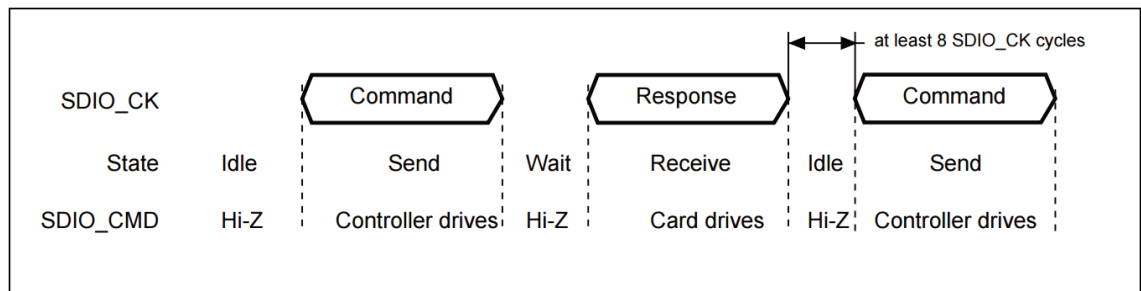 at least 8 SDIO_CK cycles
SDIO_CK Command Response Command
State Idle Send Wait Receive Idle Send
SDIO_CMD Hi-Z Controller drives Hi-Z Card drives Hi-Z Controller drives